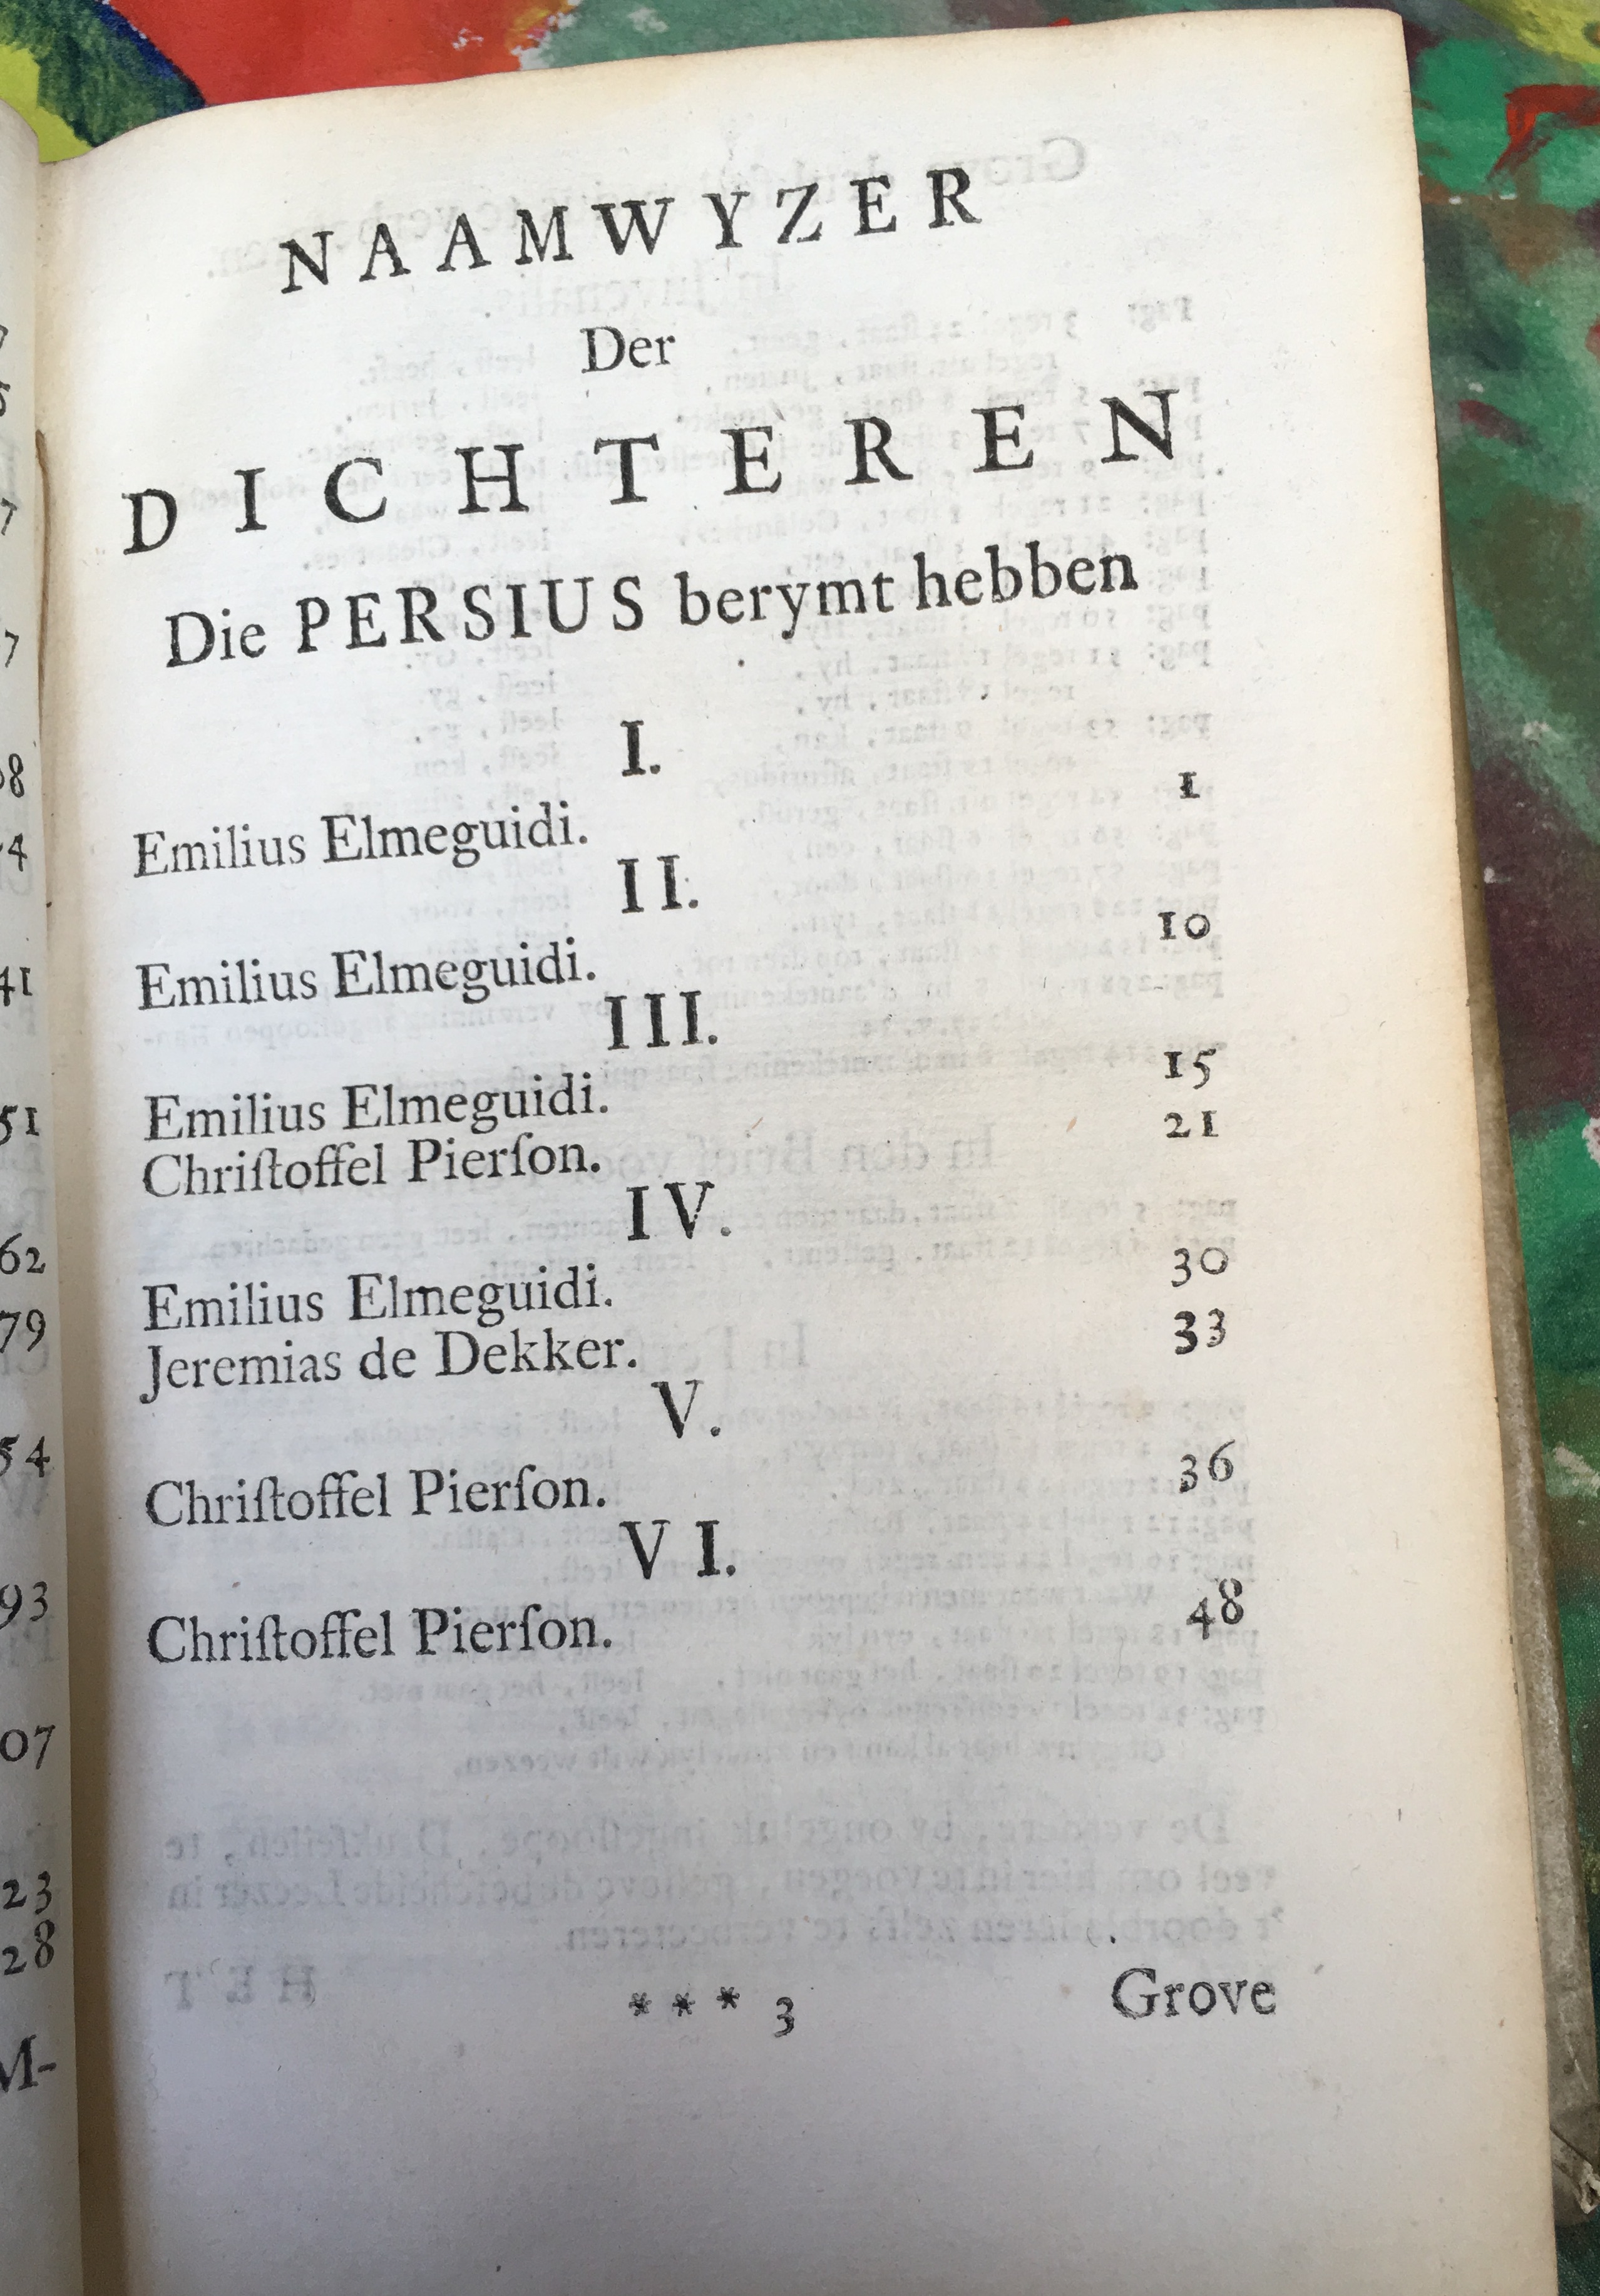 NAAMWYZER
Der
DICHTEREN
Die PERSIUS berymt hebben
I.
Emilius Elmeguidi. 1
II.
Emilius Elmeguidi. 10
III.
Emilius Elmeguidi. 15
Chriſtoffel Pierſon. 21
IV.
Emilius Elmeguidi. 30
Jeremias de Dekker. 33
V.
Chriſtoffel Pierſon. 36
VI.
Chriſtoffel Pierſon. 48
* * * 3 Grove